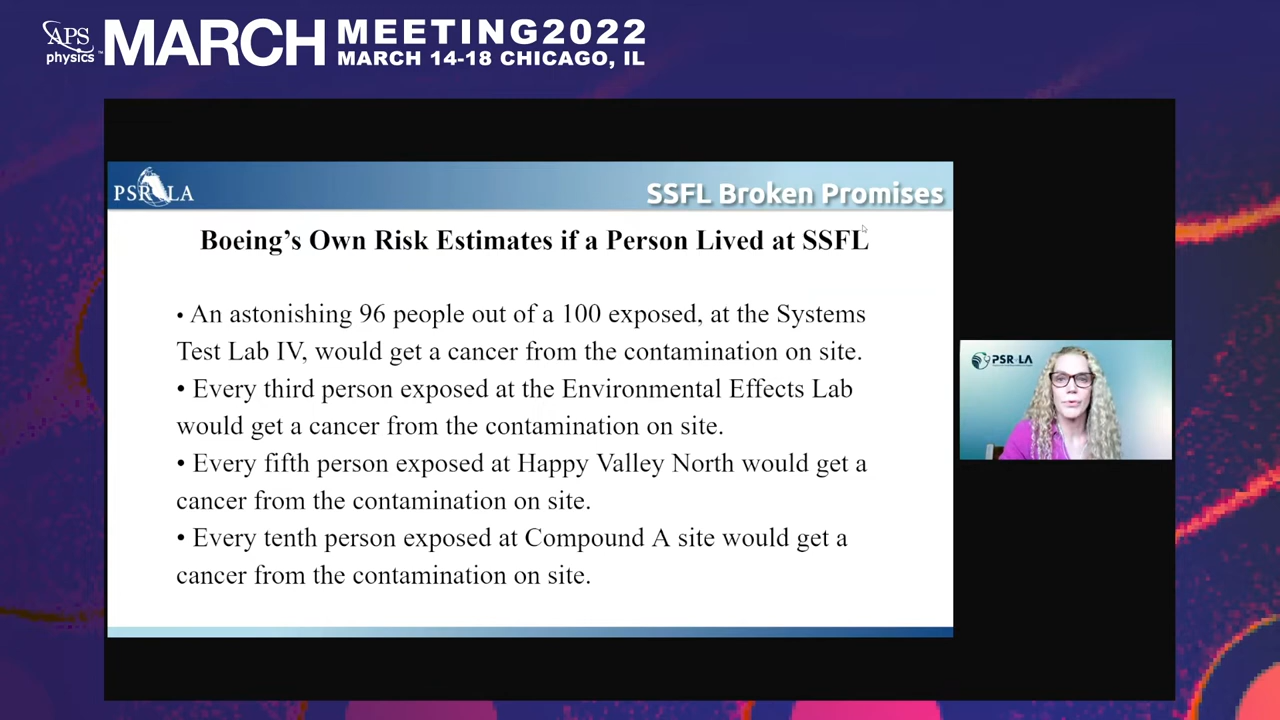 APS
physics
MARCH
MEETING2022
MARCH 14-18 CHICAGO, IL
PSR LA
SSFL Broken Promises
Boeing’s Own Risk Estimates if a Person Lived at SSFL
• An astonishing 96 people out of a 100 exposed, at the Systems
Test Lab IV, would get a cancer from the contamination on site.
• Every third person exposed at the Environmental Effects Lab
would get a cancer from the contamination on site.
• Every fifth person exposed at Happy Valley North would get a
cancer from the contamination on site.
• Every tenth person exposed at Compound A site would get a
cancer from the contamination on site.
PSR LA